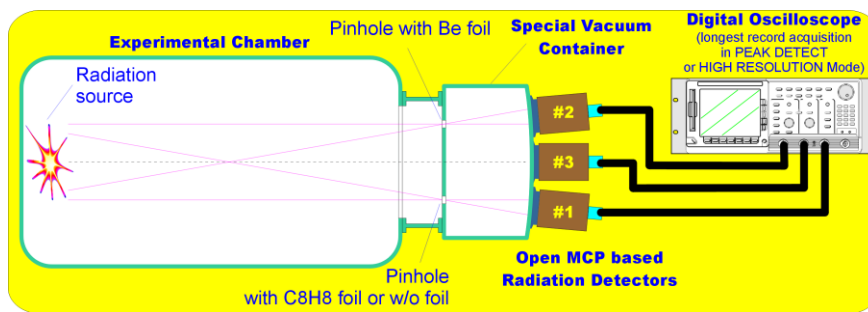 Experimental Chamber
Radiation
source
Pinhole with Be foil
Special Vacuum
Container
Digital Oscilloscope
(longest record acquisition
in PEAK DETECT
or HIGH RESOLUTION Mode)
#2
#3
#1
Pinhole
with C8H8 foil or w/o foil
Open MCP based
Radiation Detectors